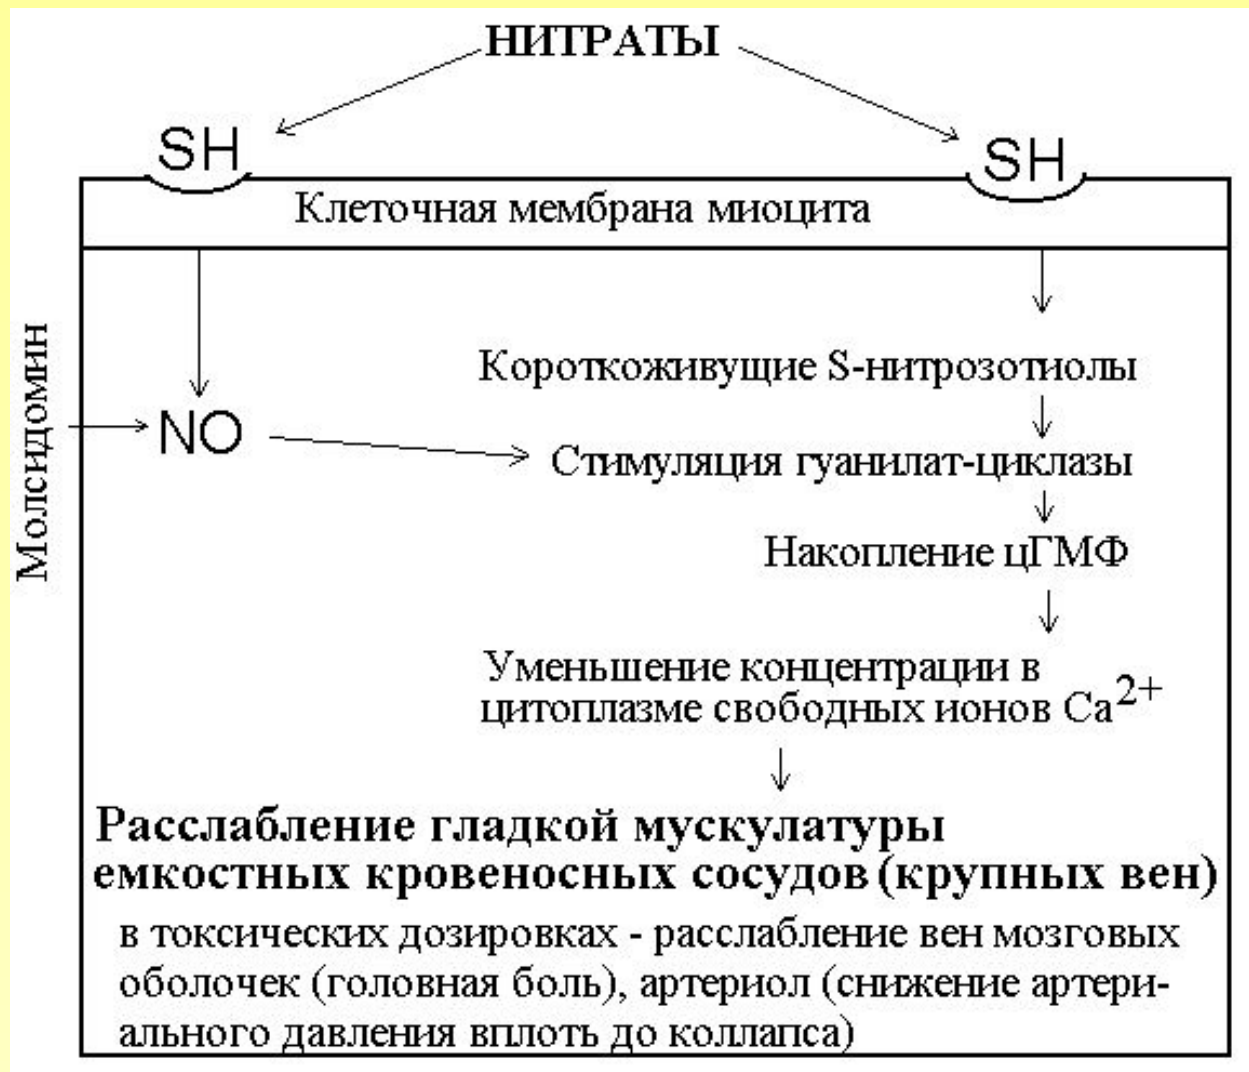 НИТРАТЫ
SH
SH
Клеточная мембрана миоцита
Молсидомин
Короткоживущие S-нитрозотиолы
NO
Стимуляция гуанилат-циклазы
Накопление цГМФ
Уменьшение концентрации в
цитоплазме свободных ионов Ca²⁺
Расслабление гладкой мускулатуры
емкостных кровеносных сосудов (крупных вен)
в токсических дозировках - расслабление вен мозговых
оболочек (головная боль), артериол (снижение артери-
ального давления вплоть до коллапса)